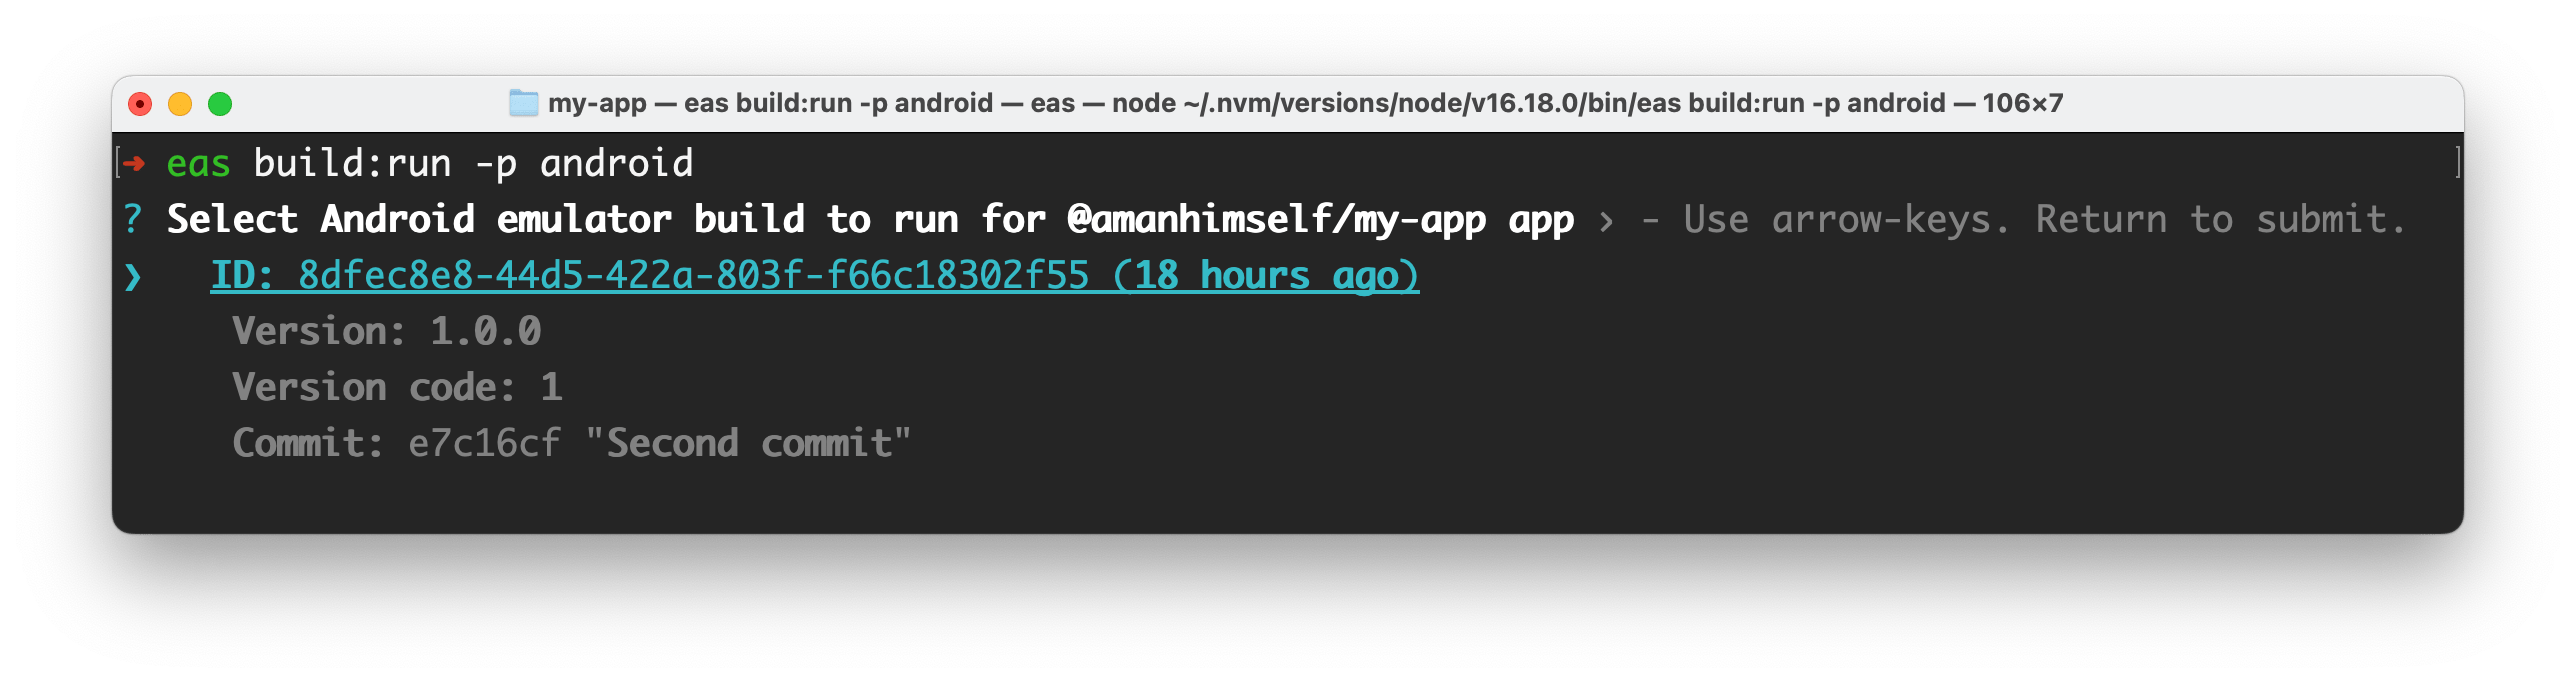 my-app — eas build:run -p android — eas — node ~/.nvm/versions/node/v16.18.0/bin/eas build:run -p android — 106×7
[➜ eas build:run -p android ]
? Select Android emulator build to run for @amanhimself/my-app app › - Use arrow-keys. Return to submit.
❯ ID: 8dfec8e8-44d5-422a-803f-f66c18302f55 (18 hours ago)
Version: 1.0.0
Version code: 1
Commit: e7c16cf "Second commit"